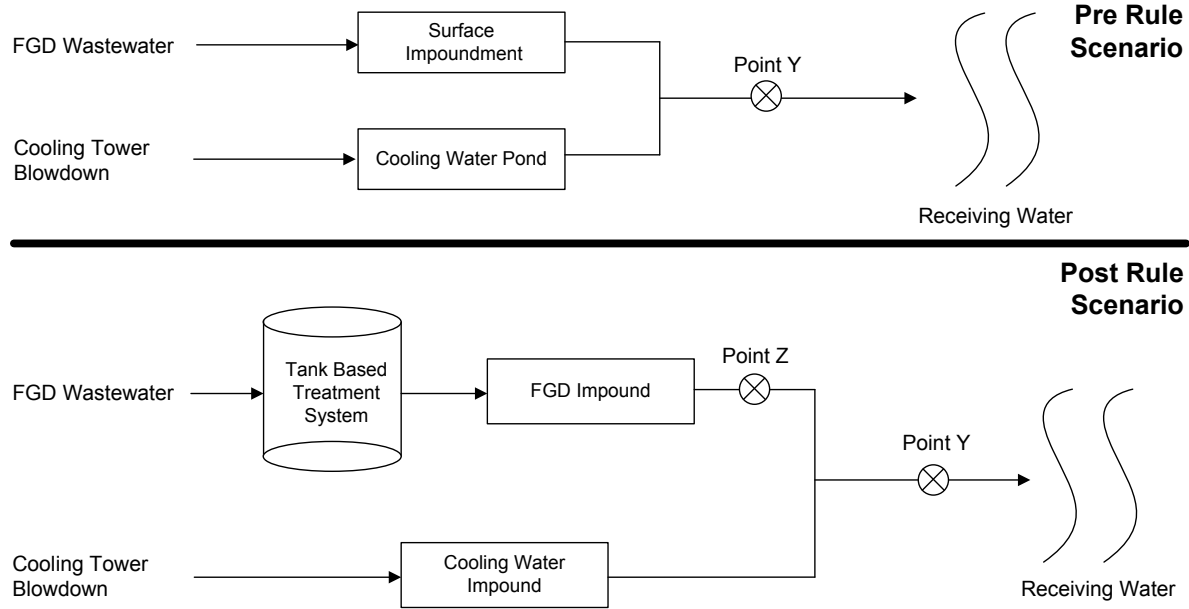 Pre Rule
Scenario
FGD Wastewater
Surface
Impoundment
Point Y
Cooling Tower
Blowdown
Cooling Water Pond
Receiving Water
Post Rule
Scenario
FGD Wastewater
Tank Based
Treatment
System
FGD Impound
Point Z
Point Y
Cooling Tower
Blowdown
Cooling Water
Impound
Receiving Water